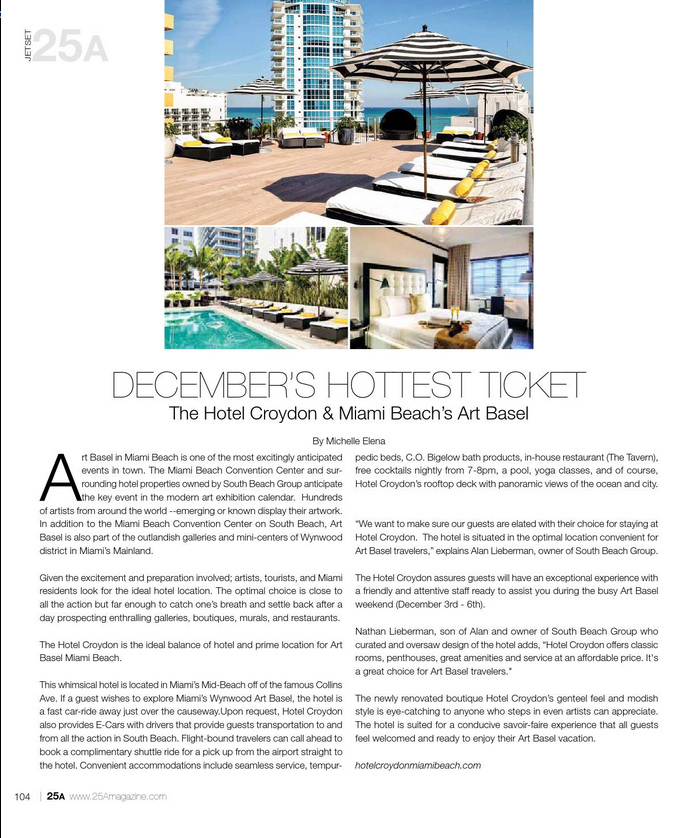 JETSET
25A
DECEMBER'S HOTTEST TICKET
The Hotel Croydon & Miami Beach's Art Basel
By Michelle Elena
Art Basel in Miami Beach is one of the most excitingly anticipated
events in town. The Miami Beach Convention Center and sur-
rounding hotel properties owned by South Beach Group anticipate
the key event in the modern art exhibition calendar.  Hundreds
of artists from around the world --emerging or known display their artwork.
In addition to the Miami Beach Convention Center on South Beach, Art
Basel is also part of the outlandish galleries and mini-centers of Wynwood
district in Miami's Mainland.
Given the excitement and preparation involved; artists, tourists, and Miami
residents look for the ideal hotel location. The optimal choice is close to
all the action but far enough to catch one's breath and settle back after a
day prospecting enthralling galleries, boutiques, murals, and restaurants.
The Hotel Croydon is the ideal balance of hotel and prime location for Art
Basel Miami Beach.
This whimsical hotel is located in Miami's Mid-Beach off of the famous Collins
Ave. If a guest wishes to explore Miami's Wynwood Art Basel, the hotel is
a fast car-ride away just over the causeway.Upon request, Hotel Croydon
also provides E-Cars with drivers that provide guests transportation to and
from all the action in South Beach. Flight-bound travelers can call ahead to
book a complimentary shuttle ride for a pick up from the airport straight to
the hotel. Convenient accommodations include seamless service, tempur-
pedic beds, C.O. Bigelow bath products, in-house restaurant (The Tavern),
free cocktails nightly from 7-8pm, a pool, yoga classes, and of course,
Hotel Croydon's rooftop deck with panoramic views of the ocean and city.
"We want to make sure our guests are elated with their choice for staying at
Hotel Croydon.  The hotel is situated in the optimal location convenient for
Art Basel travelers," explains Alan Lieberman, owner of South Beach Group.
The Hotel Croydon assures guests will have an exceptional experience with
a friendly and attentive staff ready to assist you during the busy Art Basel
weekend (December 3rd - 6th).
Nathan Lieberman, son of Alan and owner of South Beach Group who
curated and oversaw design of the hotel adds, "Hotel Croydon offers classic
rooms, penthouses, great amenities and service at an affordable price. It's
a great choice for Art Basel travelers."
The newly renovated boutique Hotel Croydon's genteel feel and modish
style is eye-catching to anyone who steps in even artists can appreciate.
The hotel is suited for a conducive savoir-faire experience that all guests
feel welcomed and ready to enjoy their Art Basel vacation.
hotelcroydonmiamibeach.com
104 | 25A www.25Amagazine.com